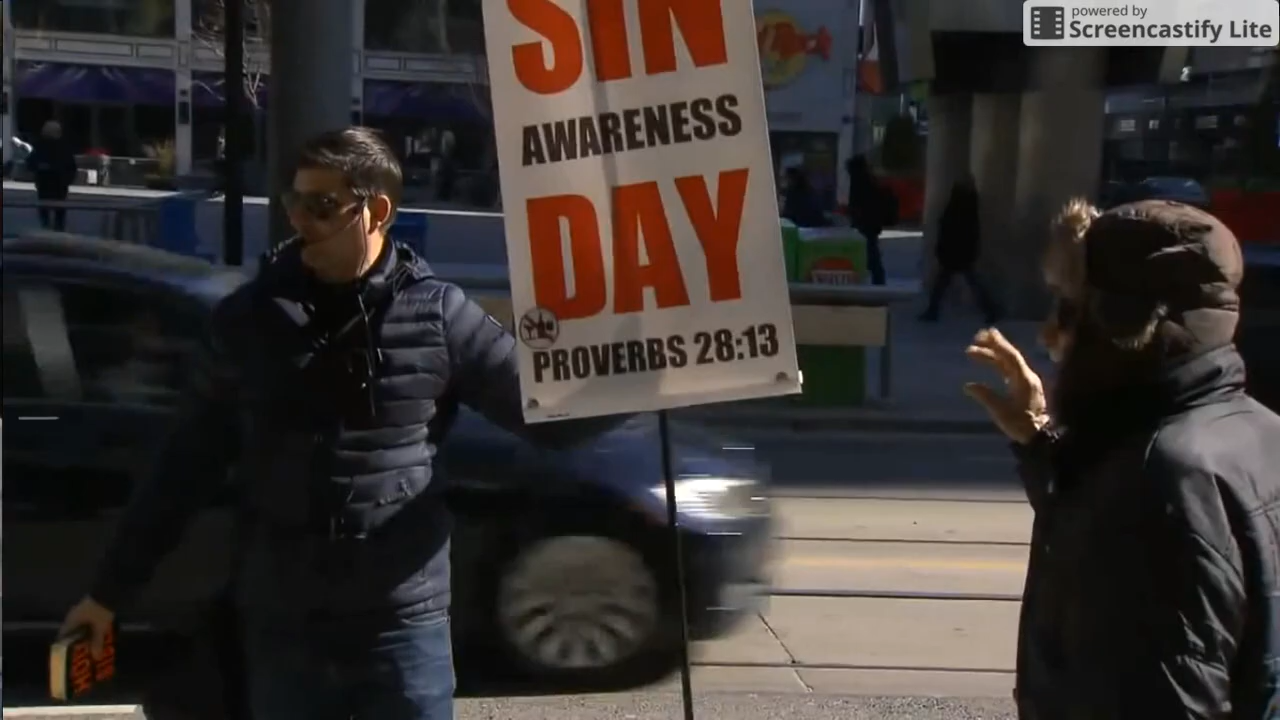 powered by
Screencastify Lite
SIN
AWARENESS
DAY
PROVERBS 28:13